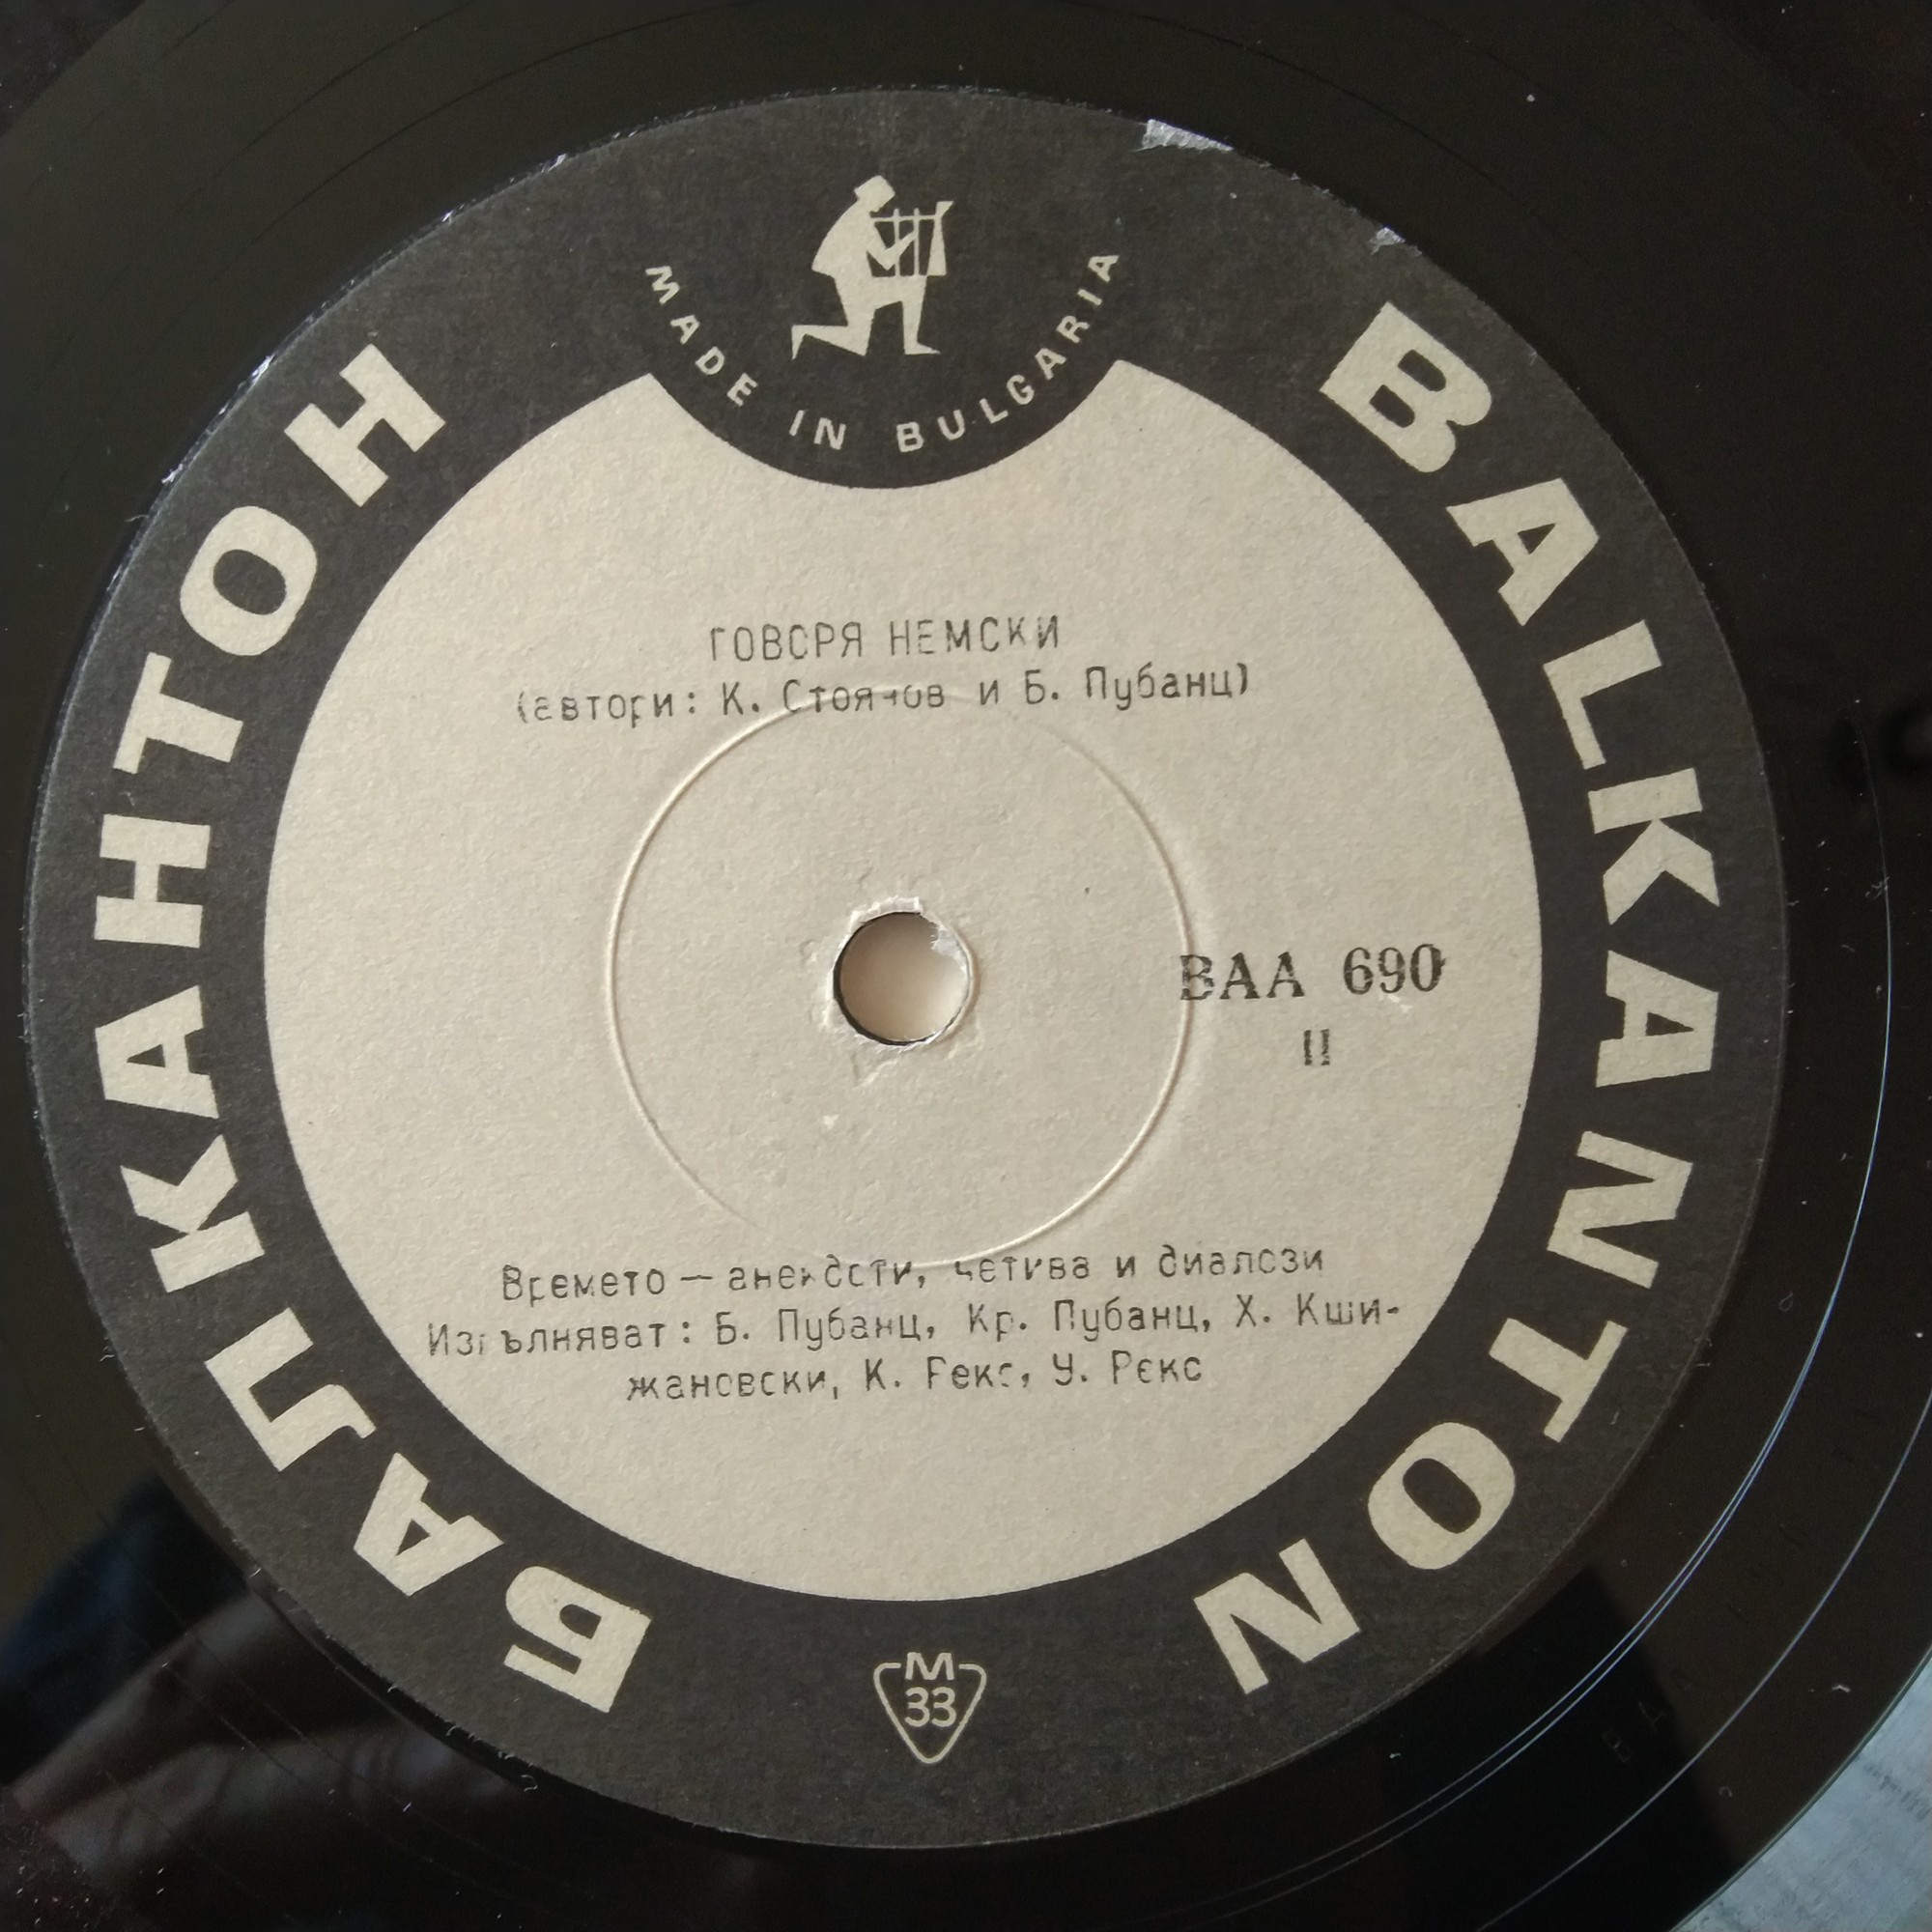 MADE IN BULGARIA
БАЛКАНТОН
BALKANTON
ГОВОРЯ НЕМСКИ
(автори: К. Стоянов и Б. Пубанц)
ВАА 690
II
Времето — анекдоти, четива и диалози
Изпълняват: Б. Пубанц, Кр. Пубанц, Х. Кши-
жановски, К. Рекс, У. Рекс
M
33